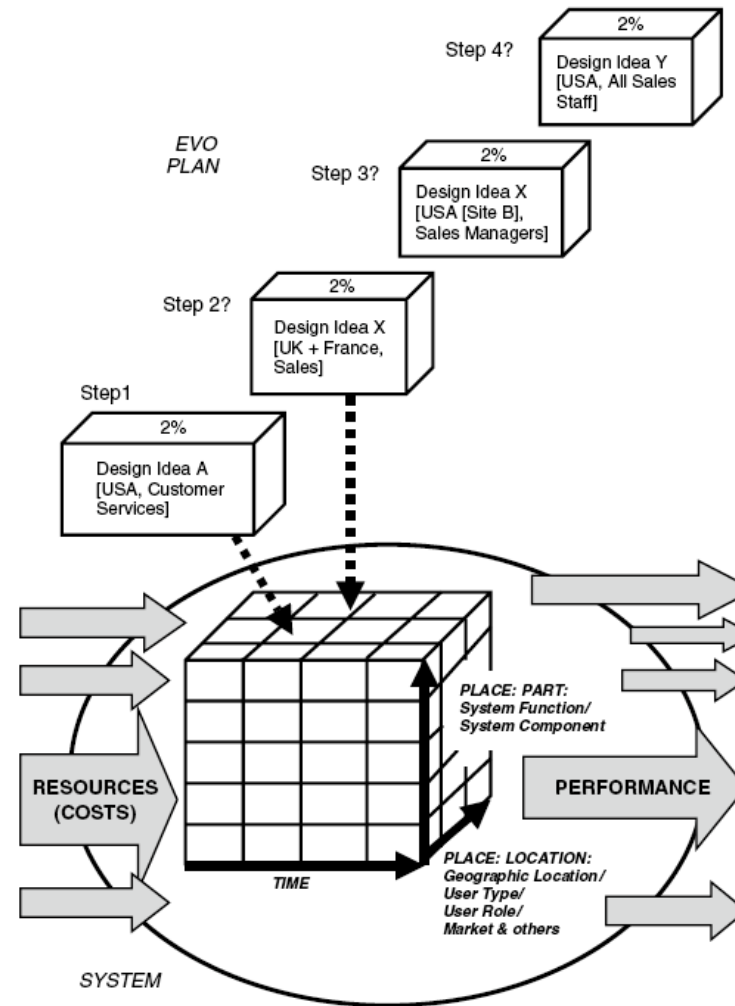 2%
Step 4?
Design Idea Y
[USA, All Sales
Staff]
EVO
PLAN
2%
Step 3?
Design Idea X
[USA [Site B],
Sales Managers]
2%
Step 2?
Design Idea X
[UK + France,
Sales]
Step1
2%
Design Idea A
[USA, Customer
Services]
PLACE: PART:
System Function/
System Component
RESOURCES
(COSTS)
PERFORMANCE
TIME
PLACE: LOCATION:
Geographic Location/
User Type/
User Role/
Market & others
SYSTEM